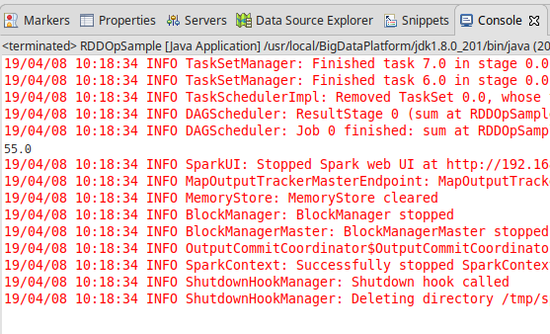 Markers Properties Servers Data Source Explorer Snippets Console
<terminated> RDDOpSample [Java Application] /usr/local/BigDataPlatform/jdk1.8.0_201/bin/java (20
19/04/08 10:18:34 INFO TaskSetManager: Finished task 7.0 in stage 0.0
19/04/08 10:18:34 INFO TaskSetManager: Finished task 6.0 in stage 0.0
19/04/08 10:18:34 INFO TaskSchedulerImpl: Removed TaskSet 0.0, whose
19/04/08 10:18:34 INFO DAGScheduler: ResultStage 0 (sum at RDDOpSampl
19/04/08 10:18:34 INFO DAGScheduler: Job 0 finished: sum at RDDOpSamp
55.0
19/04/08 10:18:34 INFO SparkUI: Stopped Spark web UI at http://192.16
19/04/08 10:18:34 INFO MapOutputTrackerMasterEndpoint: MapOutputTrack
19/04/08 10:18:34 INFO MemoryStore: MemoryStore cleared
19/04/08 10:18:34 INFO BlockManager: BlockManager stopped
19/04/08 10:18:34 INFO BlockManagerMaster: BlockManagerMaster stopped
19/04/08 10:18:34 INFO OutputCommitCoordinator$OutputCommitCoordinato
19/04/08 10:18:34 INFO SparkContext: Successfully stopped SparkContex
19/04/08 10:18:34 INFO ShutdownHookManager: Shutdown hook called
19/04/08 10:18:34 INFO ShutdownHookManager: Deleting directory /tmp/s